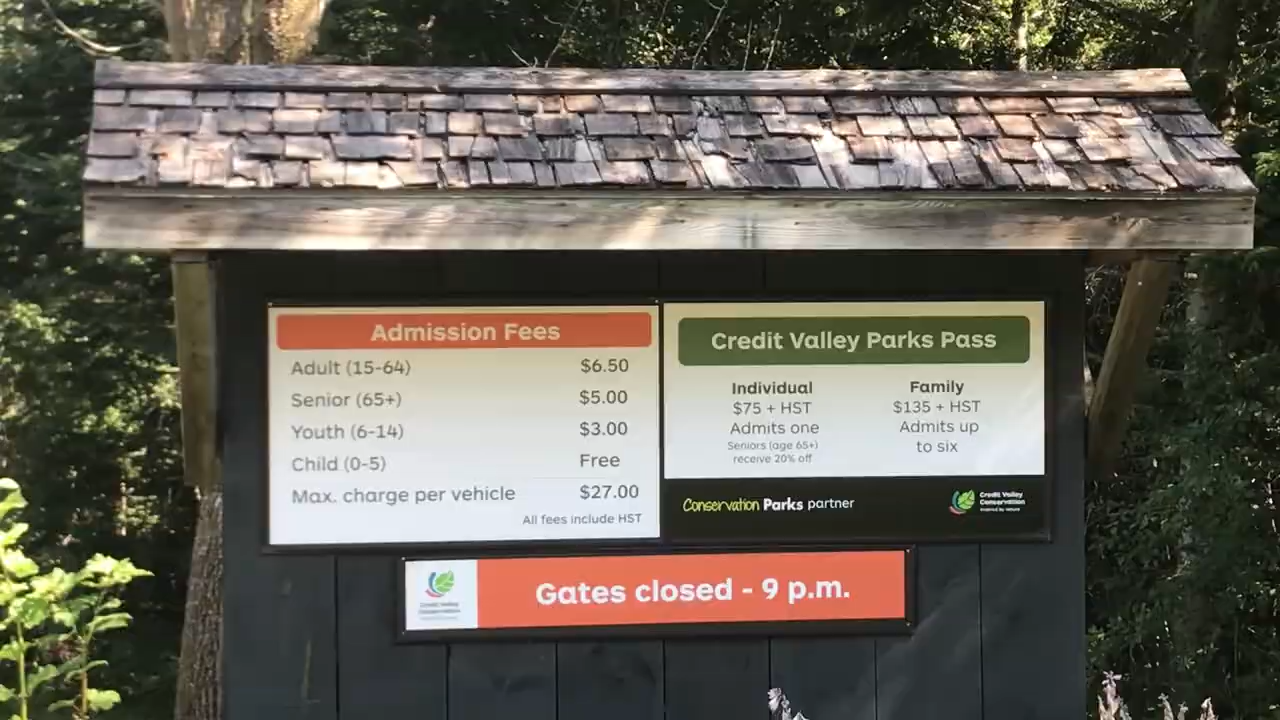 Admission Fees
Adult (15-64) $6.50
Senior (65+) $5.00
Youth (6-14) $3.00
Child (0-5) Free
Max. charge per vehicle $27.00
All fees include HST
Credit Valley Parks Pass
Individual
$75 + HST
Admits one
Seniors (age 65+)
receive 20% off
Family
$135 + HST
Admits up
to six
Conservation Parks partner
Credit Valley
Conservation
inspired by nature
Credit Valley
Conservation
Gates closed - 9 p.m.